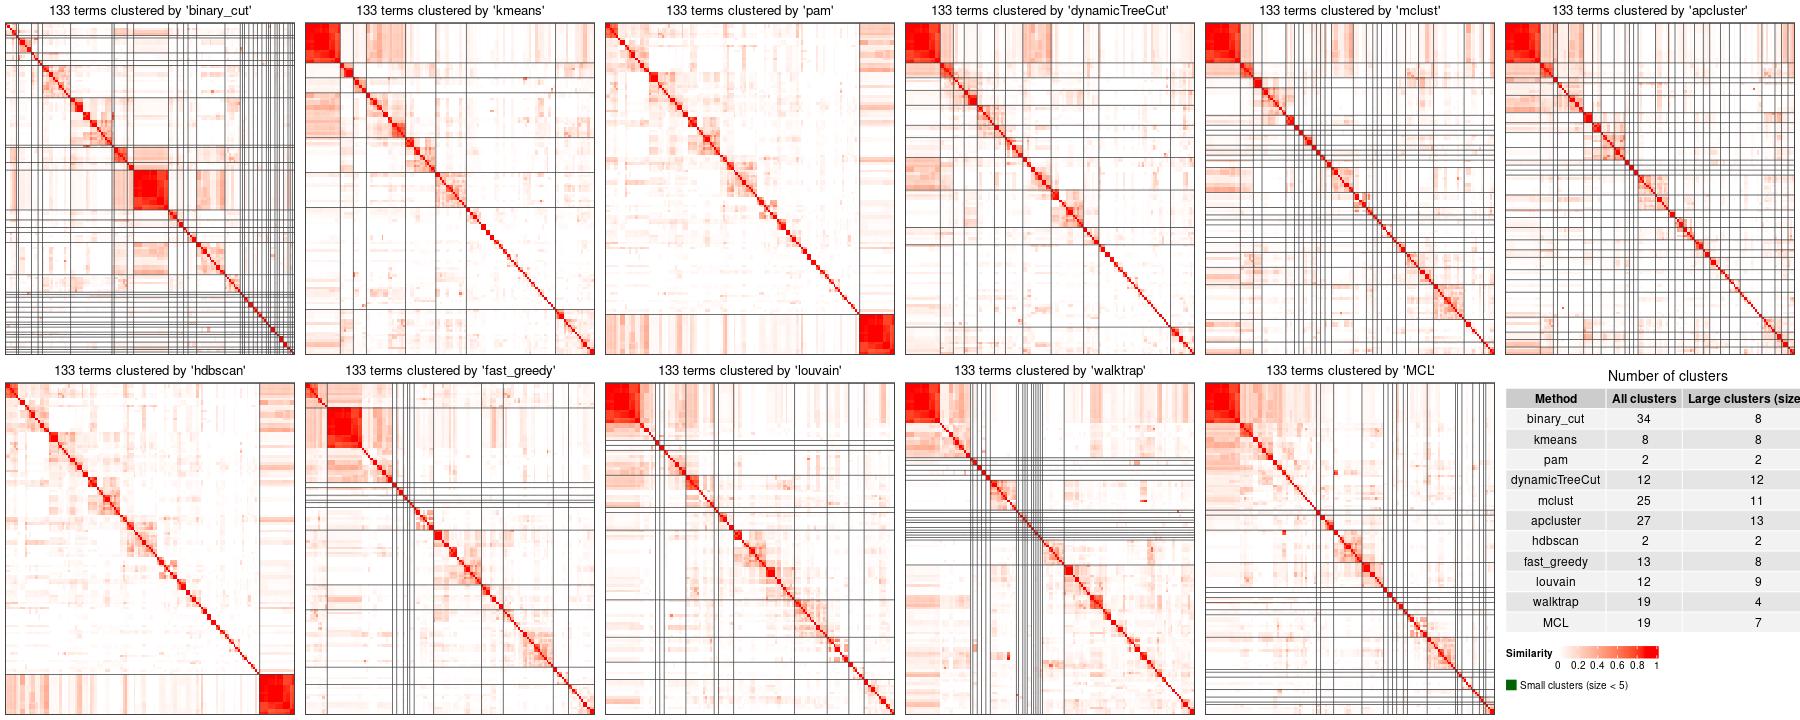 133 terms clustered by 'binary_cut'
133 terms clustered by 'kmeans'
133 terms clustered by 'pam'
133 terms clustered by 'dynamicTreeCut'
133 terms clustered by 'mclust'
133 terms clustered by 'apcluster'
133 terms clustered by 'hdbscan'
133 terms clustered by 'fast_greedy'
133 terms clustered by 'louvain'
133 terms clustered by 'walktrap'
133 terms clustered by 'MCL'
Number of clusters
Method All clusters Large clusters (size
binary_cut 34 8
kmeans 8 8
pam 2 2
dynamicTreeCut 12 12
mclust 25 11
apcluster 27 13
hdbscan 2 2
fast_greedy 13 8
louvain 12 9
walktrap 19 4
MCL 19 7
Similarity
0 0.2 0.4 0.6 0.8 1
Small clusters (size < 5)